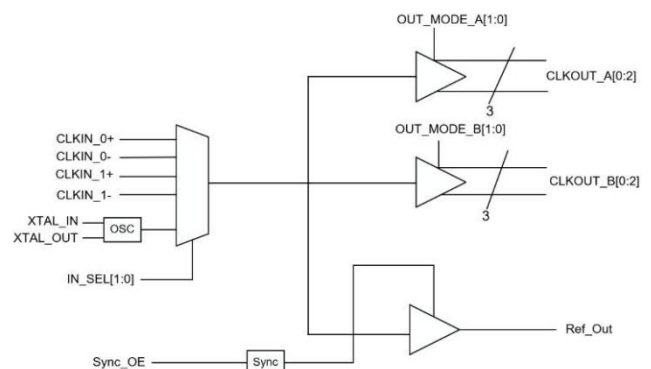 OUT_MODE_A[1:0]
CLKOUT_A[0:2]
3
OUT_MODE_B[1:0]
CLKIN_0+
CLKIN_0-
CLKIN_1+
CLKIN_1-
CLKOUT_B[0:2]
3
XTAL_IN
OSC
XTAL_OUT
IN_SEL[1:0]
Ref_Out
Sync_OE
Sync